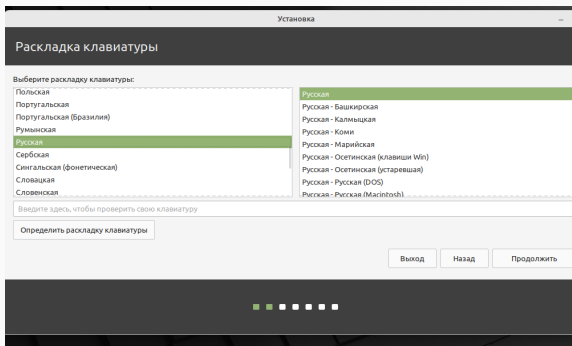 Установка
Раскладка клавиатуры
Выберите раскладку клавиатуры:
Польская
Португальская
Португальская (Бразилия)
Румынская
Русская
Сербская
Сингальская (фонетическая)
Словацкая
Словенская
Русская
Русская - Башкирская
Русская - Калмыцкая
Русская - Коми
Русская - Марийская
Русская - Осетинская (клавиши Win)
Русская - Осетинская (устаревшая)
Русская - Русская (DOS)
Русская - Русская (Macintosh)
Введите здесь, чтобы проверить свою клавиатуру
Определить раскладку клавиатуры
Выход Назад Продолжить